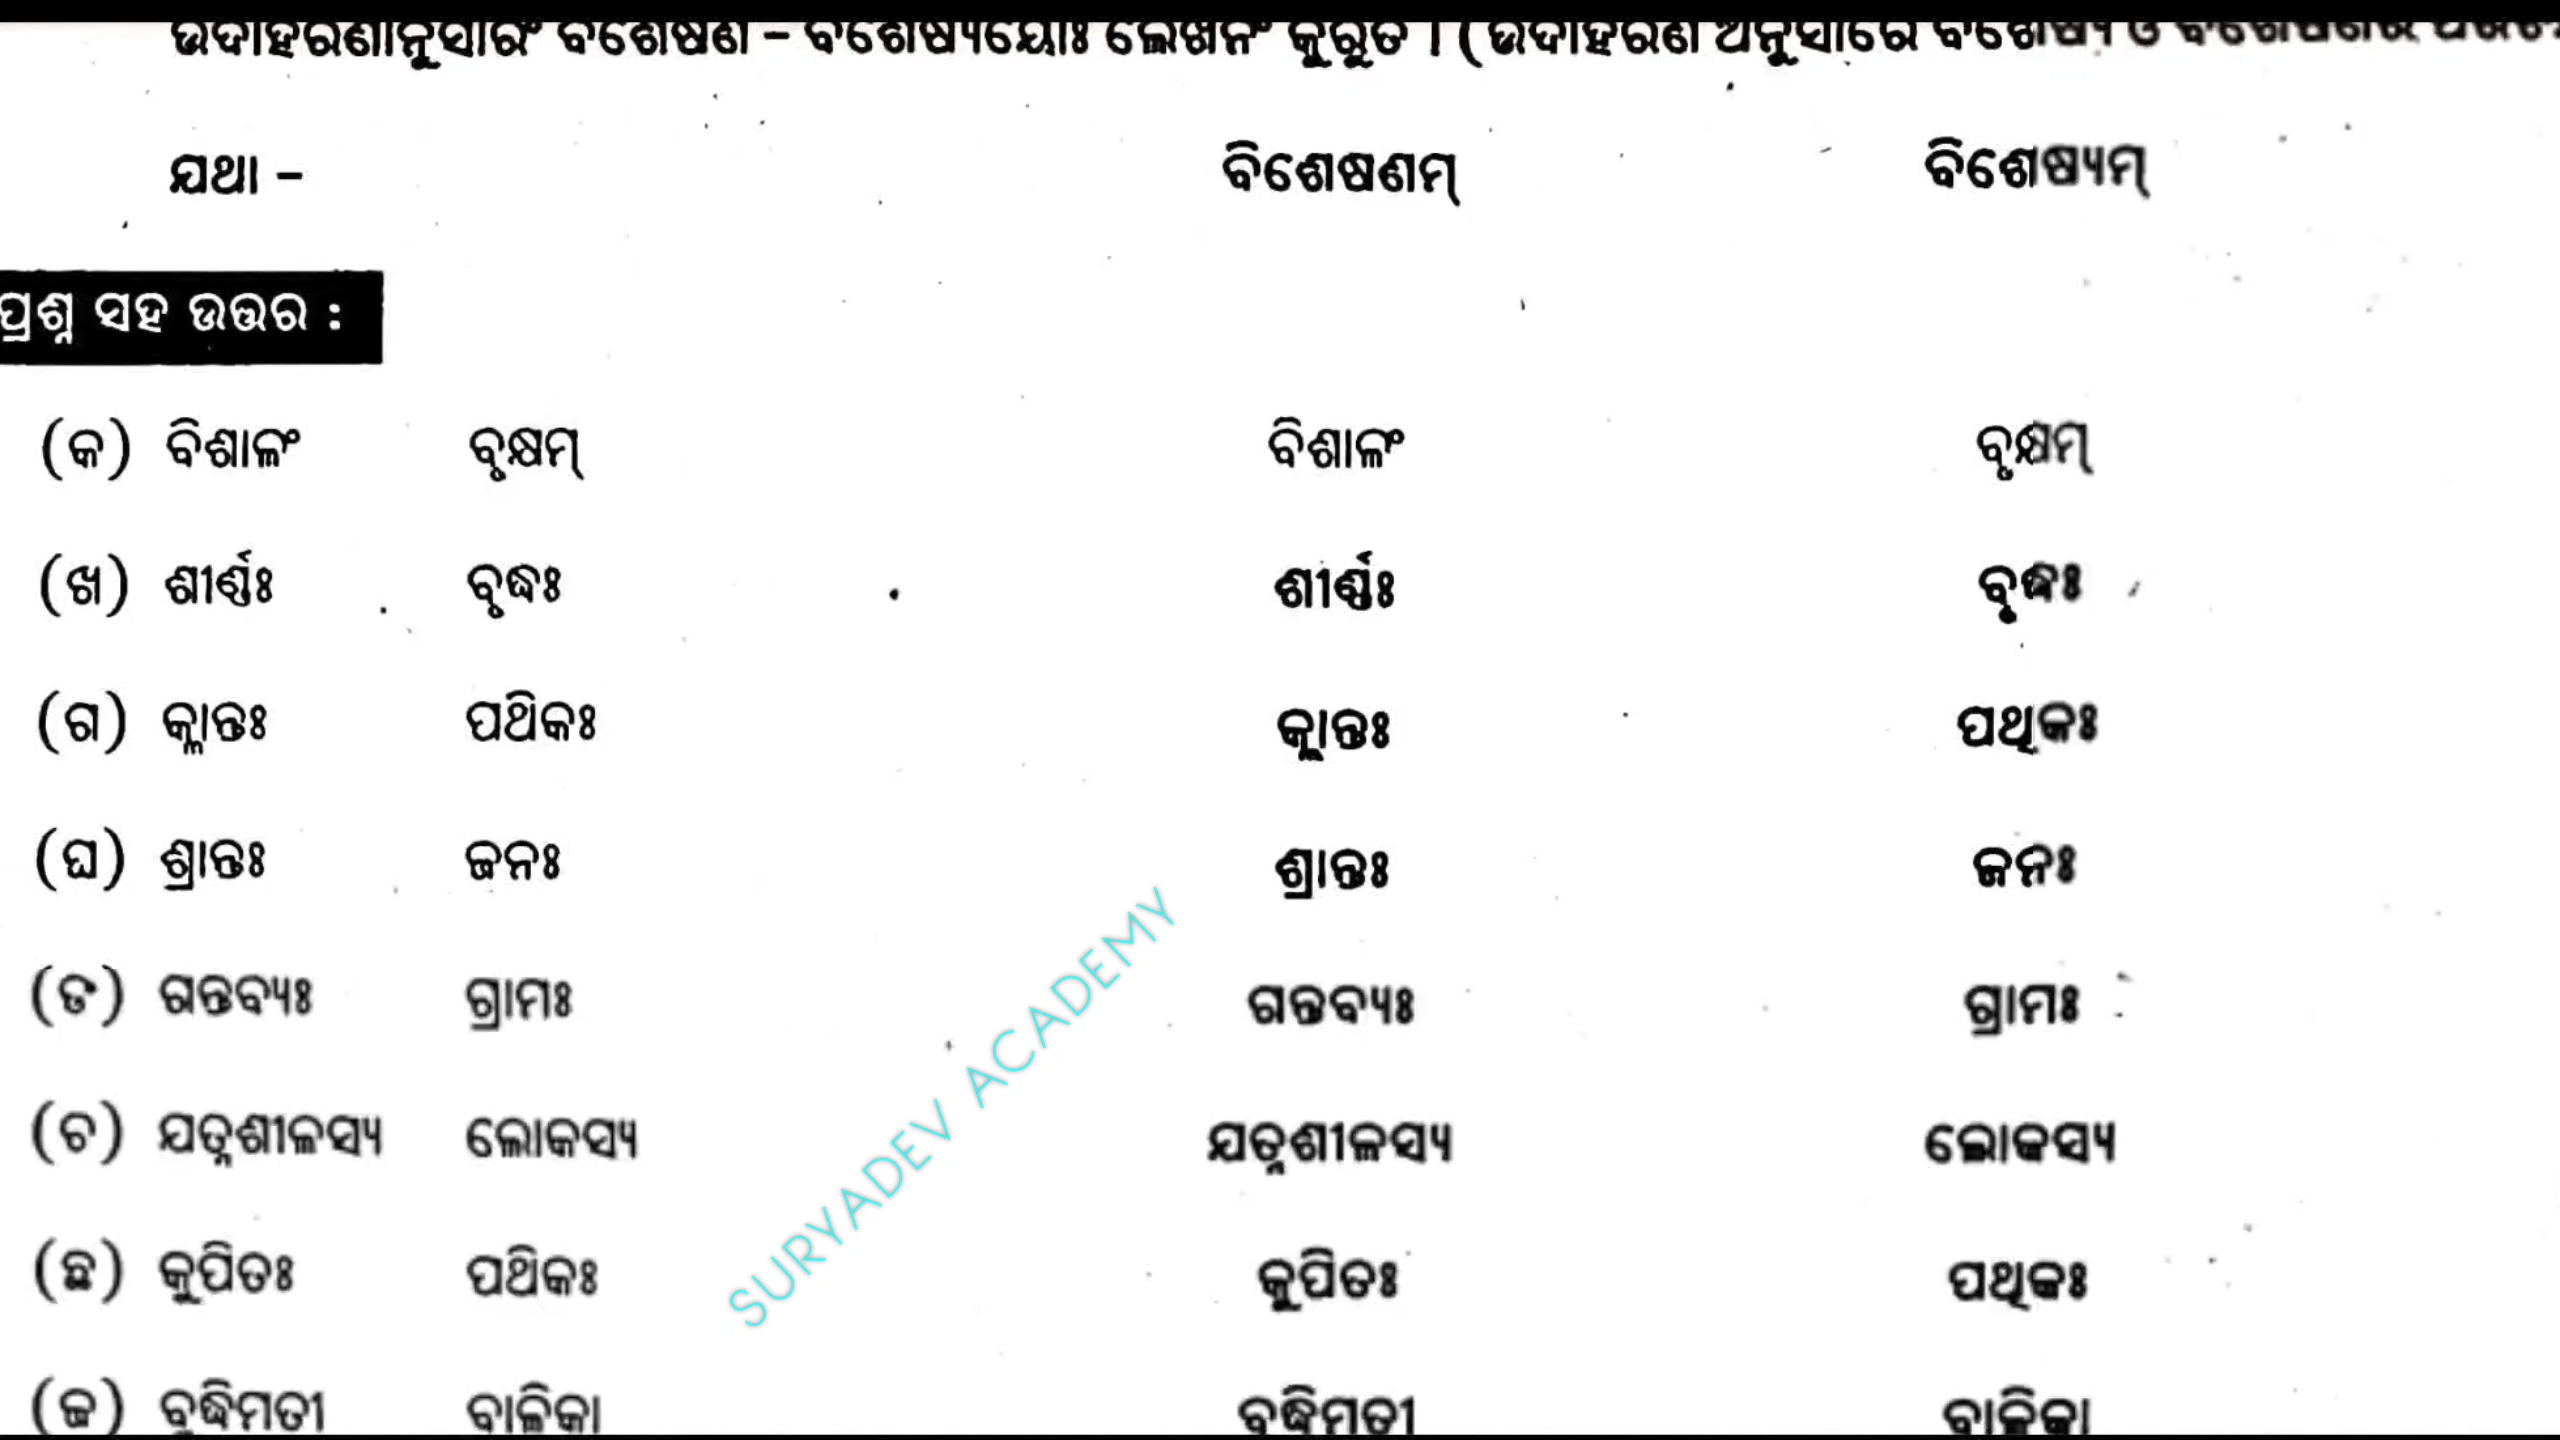 ଉଦାହରଣାନୁସାରଂ ବିଶେଷଣ – ବିଶେଷ୍ୟୟୋଃ ଲେଖନଂ କୁରୁତ । ( ଉଦାହରଣ ଅନୁସାରେ ବିଶେଷ୍ୟ ଓ ବିଶେଷଣର
ଯଥା – ବିଶେଷଣମ୍ ବିଶେଷ୍ୟମ୍
ପ୍ରଶ୍ନ ସହ ଉତ୍ତର :
(କ) ବିଶାଳଂ ବୃକ୍ଷମ୍ ବିଶାଳଂ ବୃକ୍ଷମ୍
(ଖ) ଶୀର୍ଣ୍ଣଃ ବୃଦ୍ଧଃ ଶୀର୍ଣ୍ଣଃ ବୃଦ୍ଧଃ
(ଗ) କ୍ଳାନ୍ତଃ ପଥିକଃ କ୍ଲାନ୍ତଃ ପଥିକଃ
(ଘ) ଶ୍ରାନ୍ତଃ ଜନଃ ଶ୍ରାନ୍ତଃ ଜନଃ
(ଙ) ଗନ୍ତବ୍ୟଃ ଗ୍ରାମଃ ଗନ୍ତବ୍ୟଃ ଗ୍ରାମଃ
(ଚ) ଯତ୍ନଶୀଳସ୍ୟ ଲୋକସ୍ୟ ଯତ୍ନଶୀଳସ୍ୟ ଲୋକସ୍ୟ
(ଛ) କୁପିତଃ ପଥିକଃ କୁପିତଃ ପଥିକଃ
(ଜ) ବୁଦ୍ଧିମତୀ ବାଳିକା ବୁଦ୍ଧିମତୀ ବାଳିକା
SURYADEV ACADEMY